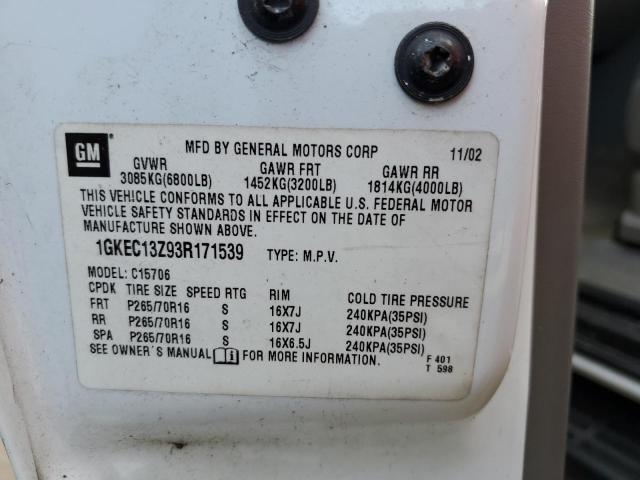 GM
MFD BY GENERAL MOTORS CORP 11/02
GVWR GAWR FRT GAWR RR
3085KG(6800LB) 1452KG(3200LB) 1814KG(4000LB)
THIS VEHICLE CONFORMS TO ALL APPLICABLE U.S. FEDERAL MOTOR
VEHICLE SAFETY STANDARDS IN EFFECT ON THE DATE OF
MANUFACTURE SHOWN ABOVE.
1GKEC13Z93R171539 TYPE: M.P.V.
MODEL: C15706
CPDK TIRE SIZE SPEED RTG RIM COLD TIRE PRESSURE
FRT P265/70R16 S 16X7J 240KPA(35PSI)
RR P265/70R16 S 16X7J 240KPA(35PSI)
SPA P265/70R16 S 16X6.5J 240KPA(35PSI)
SEE OWNER'S MANUAL FOR MORE INFORMATION. F 401
T 598